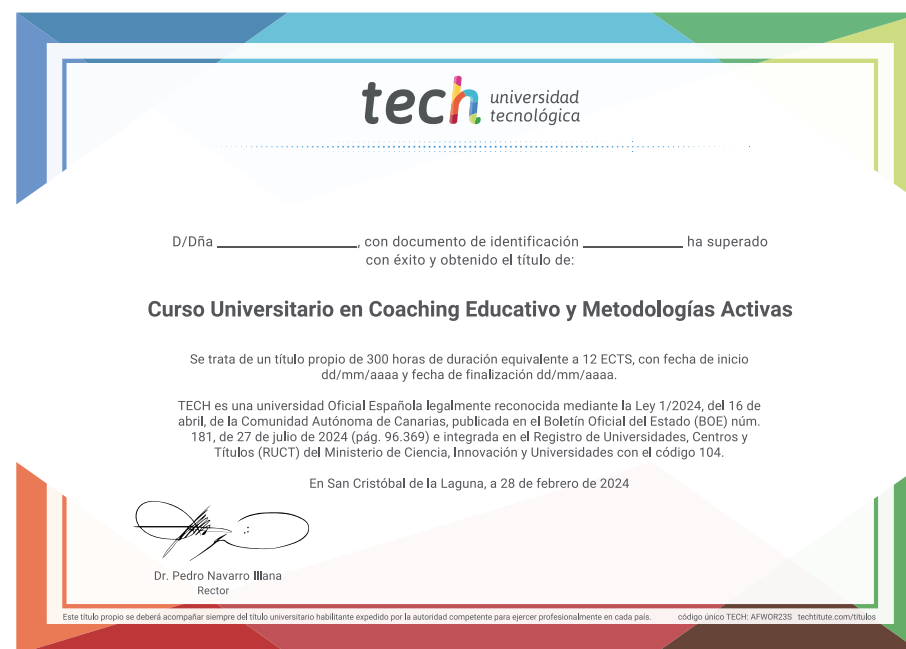 tech universidad
tecnológica
D/Dña ____________, con documento de identificación ____________ ha superado
con éxito y obtenido el título de:
Curso Universitario en Coaching Educativo y Metodologías Activas
Se trata de un título propio de 300 horas de duración equivalente a 12 ECTS, con fecha de inicio
dd/mm/aaaa y fecha de finalización dd/mm/aaaa.
TECH es una universidad Oficial Española legalmente reconocida mediante la Ley 1/2024, del 16 de
abril, de la Comunidad Autónoma de Canarias, publicada en el Boletín Oficial del Estado (BOE) núm.
181, de 27 de julio de 2024 (pág. 96.369) e integrada en el Registro de Universidades, Centros y
Títulos (RUCT) del Ministerio de Ciencia, Innovación y Universidades con el código 104.
En San Cristóbal de la Laguna, a 28 de febrero de 2024
Dr. Pedro Navarro Illana
Rector
Este título propio se deberá acompañar siempre del título universitario habilitante expedido por la autoridad competente para ejercer profesionalmente en cada país. código único TECH: AFWOR23S techtitute.com/titulos